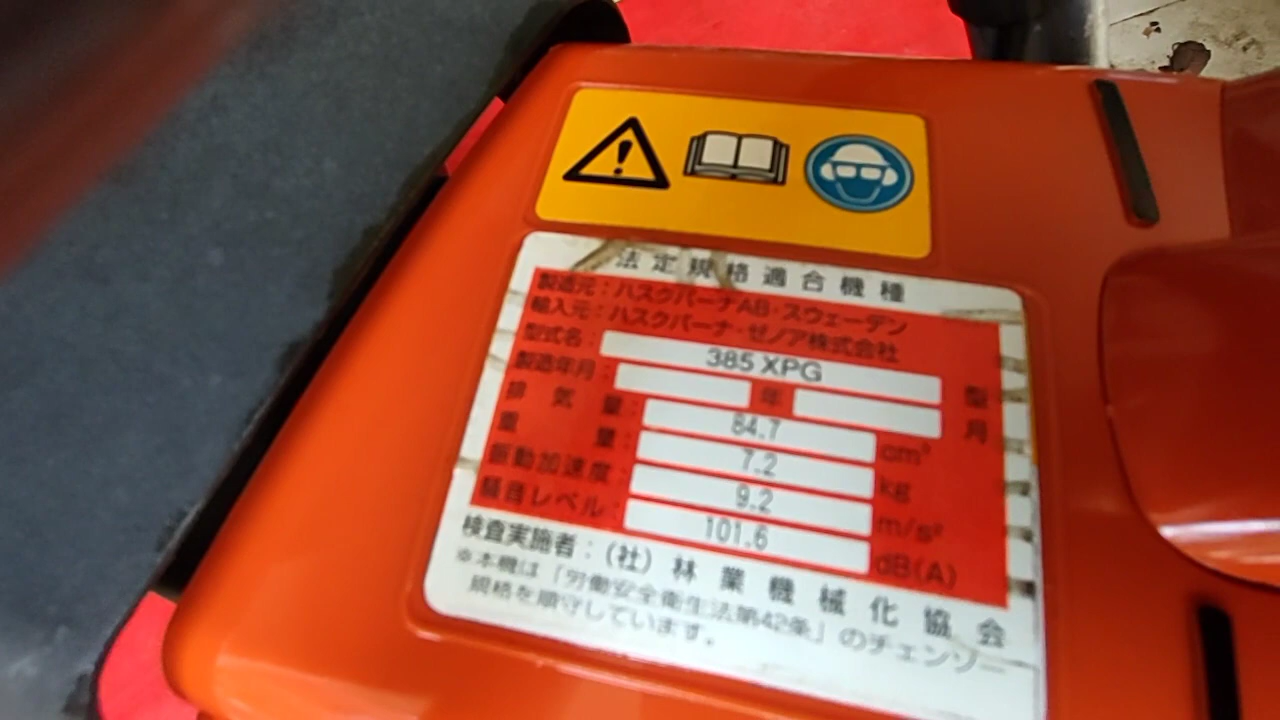 法定規格適合機種
製造元：ハスクバーナAB・スウェーデン
輸入元：ハスクバーナ・ゼノア株式会社
型式名： 385 XPG 型
製造年月： 年 月
排気量： 84.7 cm³
重量： 7.2 kg
振動加速度： 9.2 m/s²
騒音レベル： 101.6 dB(A)
検査実施者：(社)林業機械化協会
※本機は「労働安全衛生法第42条」のチェンソー
規格を順守しています。